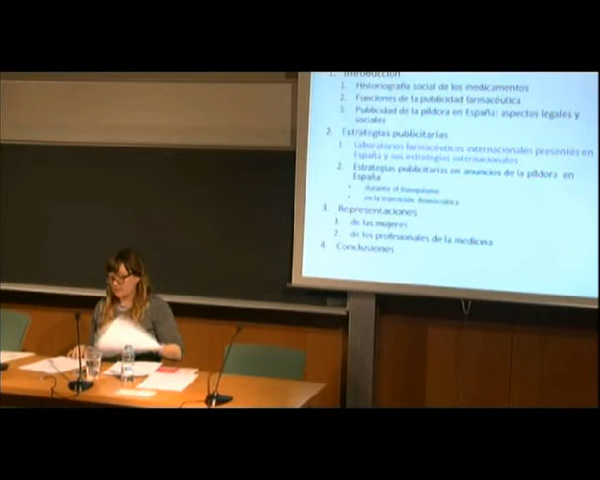 1. Introducción
1. Historiografía social de los medicamentos
2. Funciones de la publicidad farmacéutica
3. Publicidad de la píldora en España: aspectos legales y
sociales
2. Estrategias publicitarias
1. Laboratorios farmacéuticos internacionales presentes en
España y sus estrategias internacionales
2. Estrategias publicitarias en anuncios de la píldora en
España
• durante el franquismo
• en la transición democrática
3. Representaciones
1. de las mujeres
2. de los profesionales de la medicina
4. Conclusiones